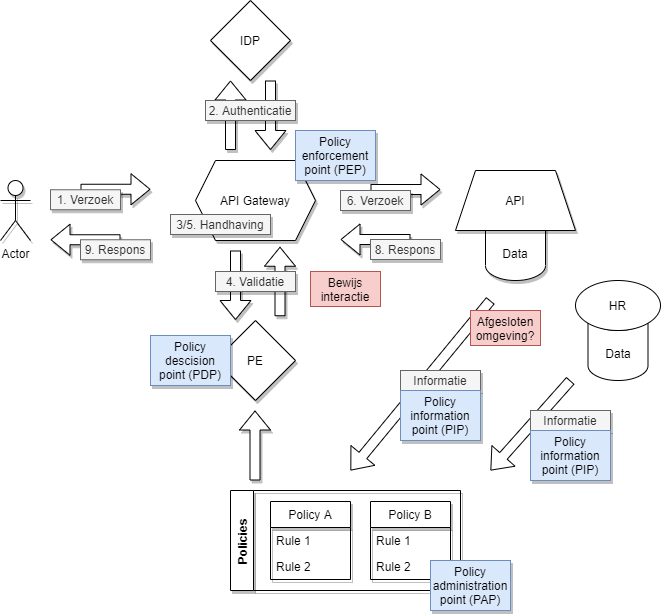 IDP
2. Authenticatie
Policy
enforcement
point (PEP)
1. Verzoek
API Gateway
6. Verzoek
API
3/5. Handhaving
Actor
9. Respons
8. Respons
Data
4. Validatie
Bewijs
interactie
HR
Afgesloten
omgeving?
Data
Policy
descision
point (PDP)
PE
Informatie
Policy
information
point (PIP)
Informatie
Policy
information
point (PIP)
Policies
Policy A
Rule 1
Rule 2
Policy B
Rule 1
Rule 2
Policy
administration
point (PAP)